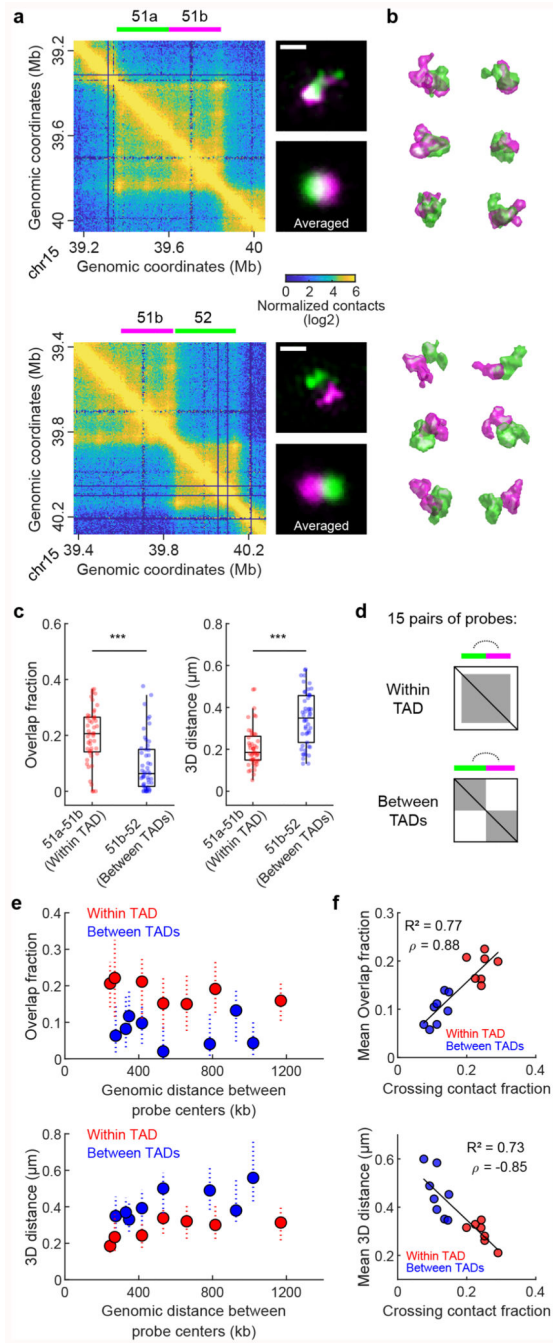 a
b
51a
51b
39.2
39.6
40
Genomic coordinates (Mb)
chr15
39.2
39.6
40
Genomic coordinates (Mb)
Averaged
0
2
4
6
Normalized contacts
(log2)
51b
52
39.4
39.8
40.2
Genomic coordinates (Mb)
chr15
39.4
39.8
40.2
Genomic coordinates (Mb)
Averaged
c
0.6
0.4
0.2
0
Overlap fraction
***
51a-51b
(Within TAD)
51b-52
(Between TADs)
0.8
0.6
0.4
0.2
0
3D distance (μm)
***
51a-51b
(Within TAD)
51b-52
(Between TADs)
d
15 pairs of probes:
Within
TAD
Between
TADs
e
Within TAD
Between TADs
0.4
0.3
0.2
0.1
0
Overlap fraction
0
400
800
1200
Genomic distance between
probe centers (kb)
Within TAD
Between TADs
0.8
0.6
0.4
0.2
0
3D distance (μm)
0
400
800
1200
Genomic distance between
probe centers (kb)
f
R² = 0.77
ρ = 0.88
0.3
0.2
0.1
0
Mean Overlap fraction
Within TAD
Between TADs
0
0.2
0.4
Crossing contact fraction
R² = 0.73
ρ = -0.85
0.6
0.4
0.2
Mean 3D distance (μm)
Within TAD
Between TADs
0
0.2
0.4
Crossing contact fraction